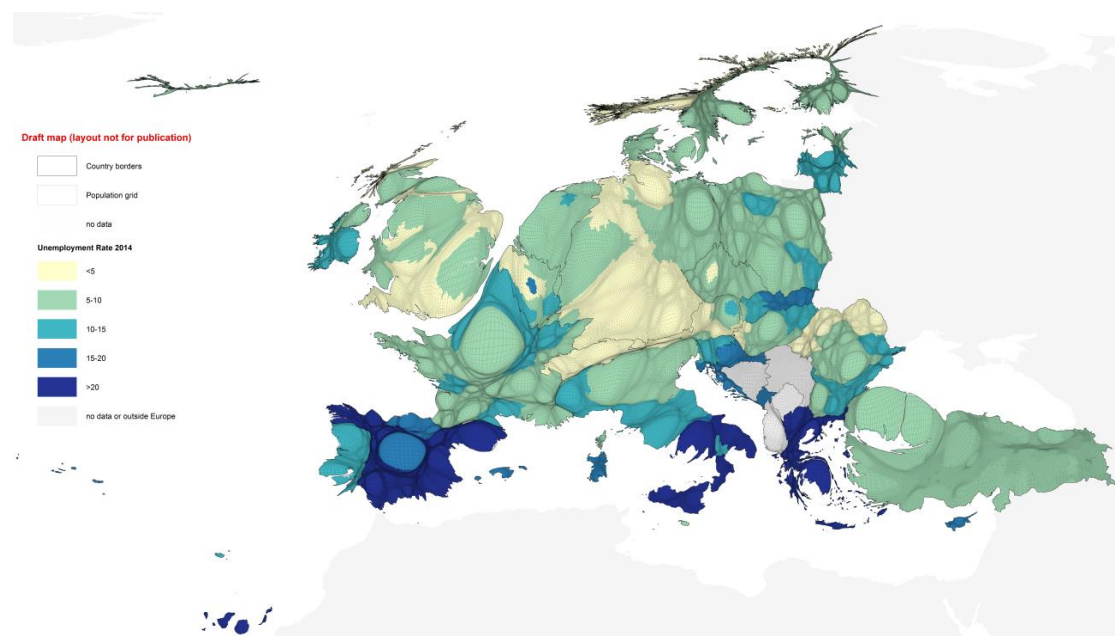 Draft map (layout not for publication)
Country borders
Population grid
no data
Unemployment Rate 2014
<5
5-10
10-15
15-20
>20
no data or outside Europe